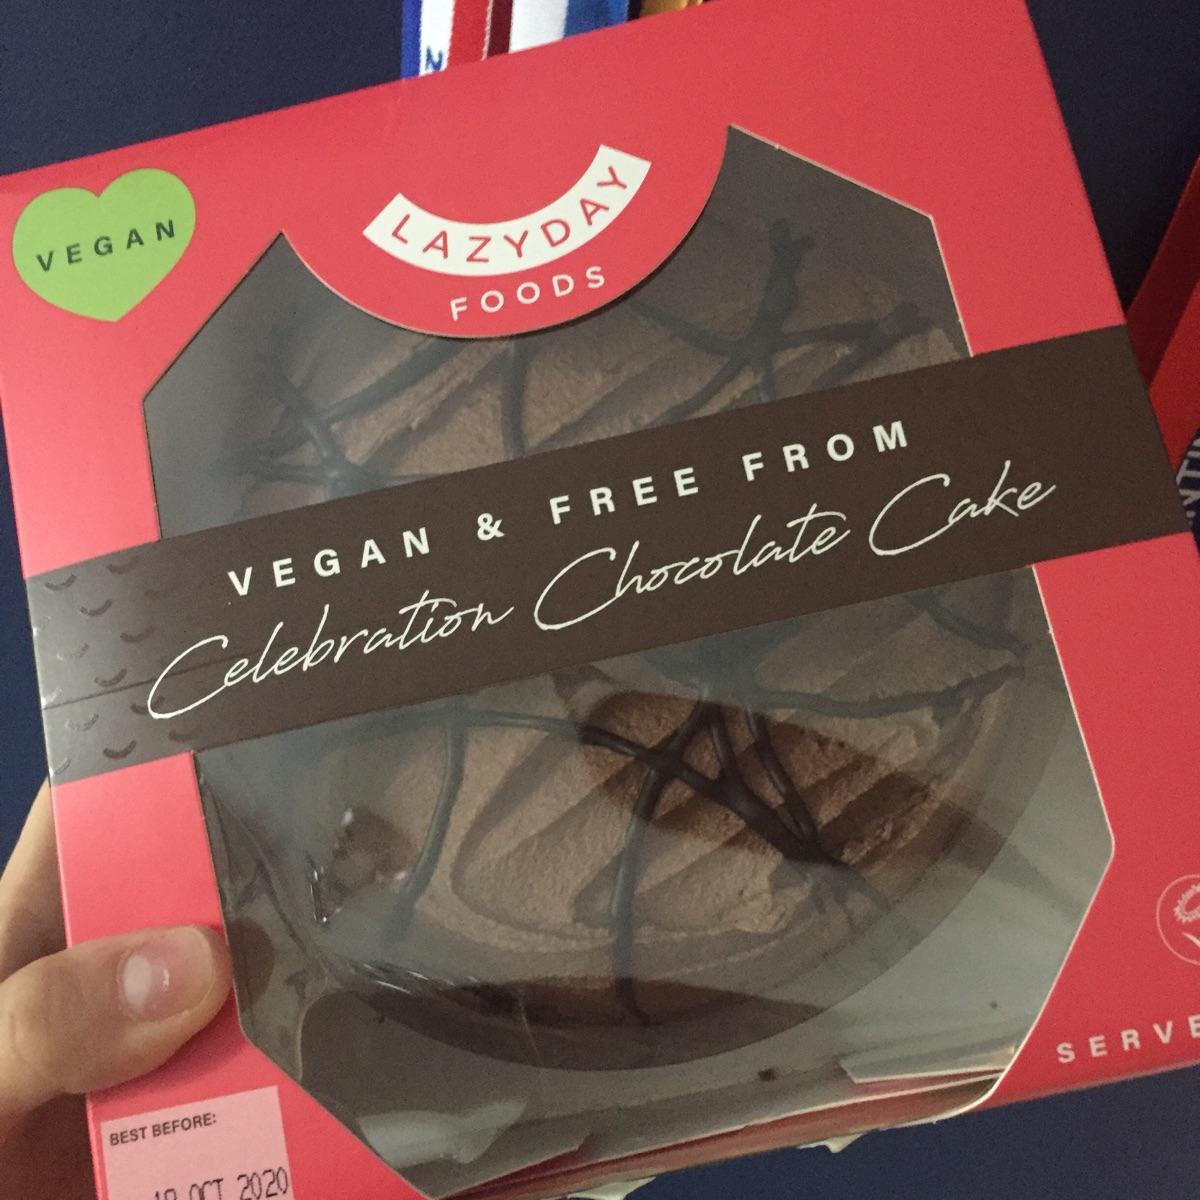 VEGAN
LAZYDAY
FOODS
VEGAN & FREE FROM
Celebration Chocolate Cake
SERVE
BEST BEFORE:
OCT 2020